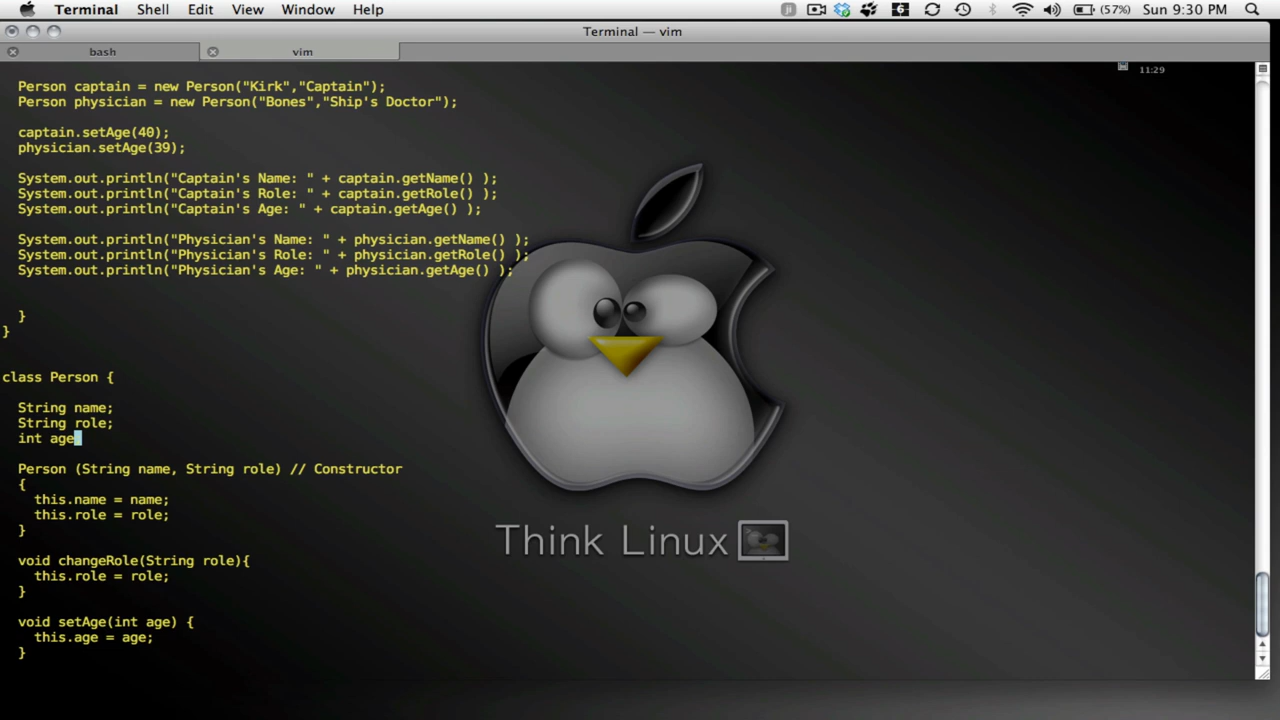 Terminal Shell Edit View Window Help (57%) Sun 9:30 PM
Terminal — vim
bash vim
11:29
Person captain = new Person("Kirk","Captain");
Person physician = new Person("Bones","Ship's Doctor");
captain.setAge(40);
physician.setAge(39);
System.out.println("Captain's Name: " + captain.getName() );
System.out.println("Captain's Role: " + captain.getRole() );
System.out.println("Captain's Age: " + captain.getAge() );
System.out.println("Physician's Name: " + physician.getName() );
System.out.println("Physician's Role: " + physician.getRole() );
System.out.println("Physician's Age: " + physician.getAge() );
}
}
class Person {
String name;
String role;
int age
Person (String name, String role) // Constructor
{
this.name = name;
this.role = role;
}
void changeRole(String role){
this.role = role;
}
void setAge(int age) {
this.age = age;
}
Think Linux